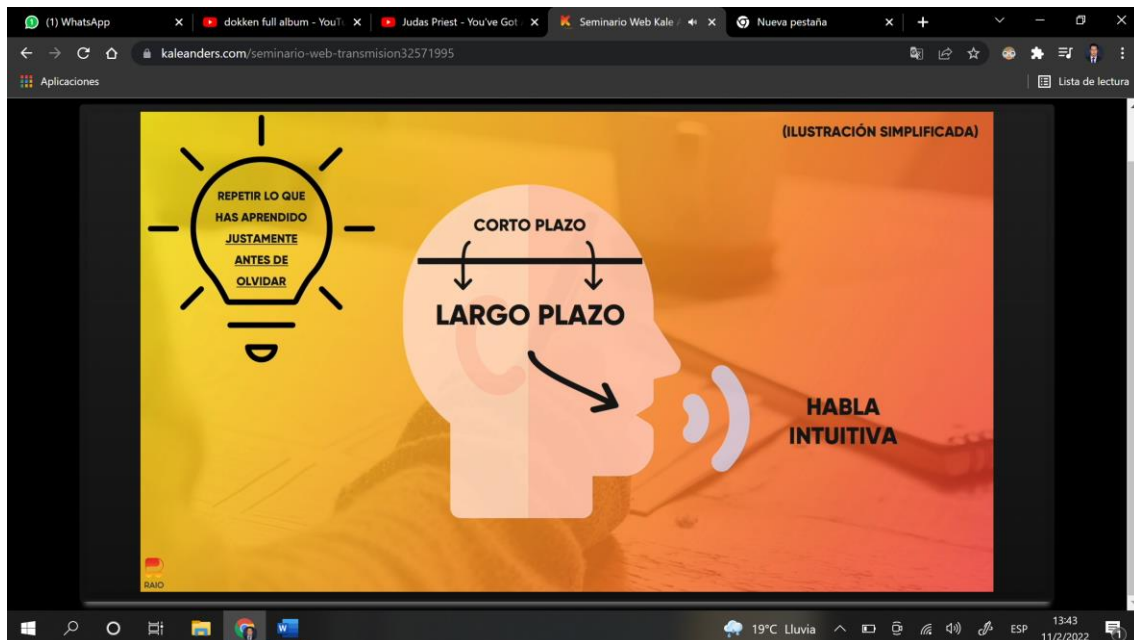 (1) WhatsApp
dokken full album - YouTu
Judas Priest - You've Got
Seminario Web Kale
Nueva pestaña
kaleanders.com/seminario-web-transmision32571995
Aplicaciones
Lista de lectura
(ILUSTRACIÓN SIMPLIFICADA)
REPETIR LO QUE
HAS APRENDIDO
JUSTAMENTE
ANTES DE
OLVIDAR
CORTO PLAZO
LARGO PLAZO
HABLA
INTUITIVA
RAIO
19°C Lluvia
ESP
13:43
11/2/2022